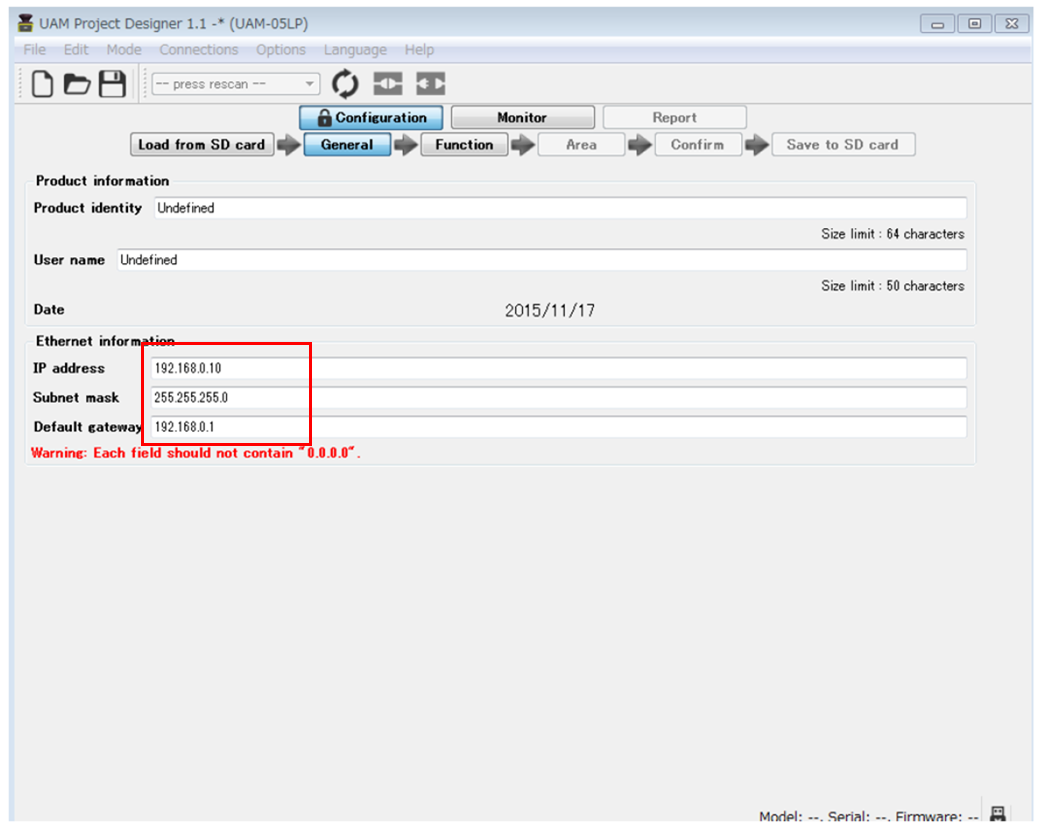 UAM Project Designer 1.1 -* (UAM-05LP)
File Edit Mode Connections Options Language Help
-- press rescan --
Configuration Monitor Report
Load from SD card General Function Area Confirm Save to SD card
Product information
Product identity Undefined
Size limit : 64 characters
User name Undefined
Size limit : 50 characters
Date 2015/11/17
Ethernet information
IP address 192.168.0.10
Subnet mask 255.255.255.0
Default gateway 192.168.0.1
Warning: Each field should not contain "0.0.0.0".
Model: --, Serial: --, Firmware: --